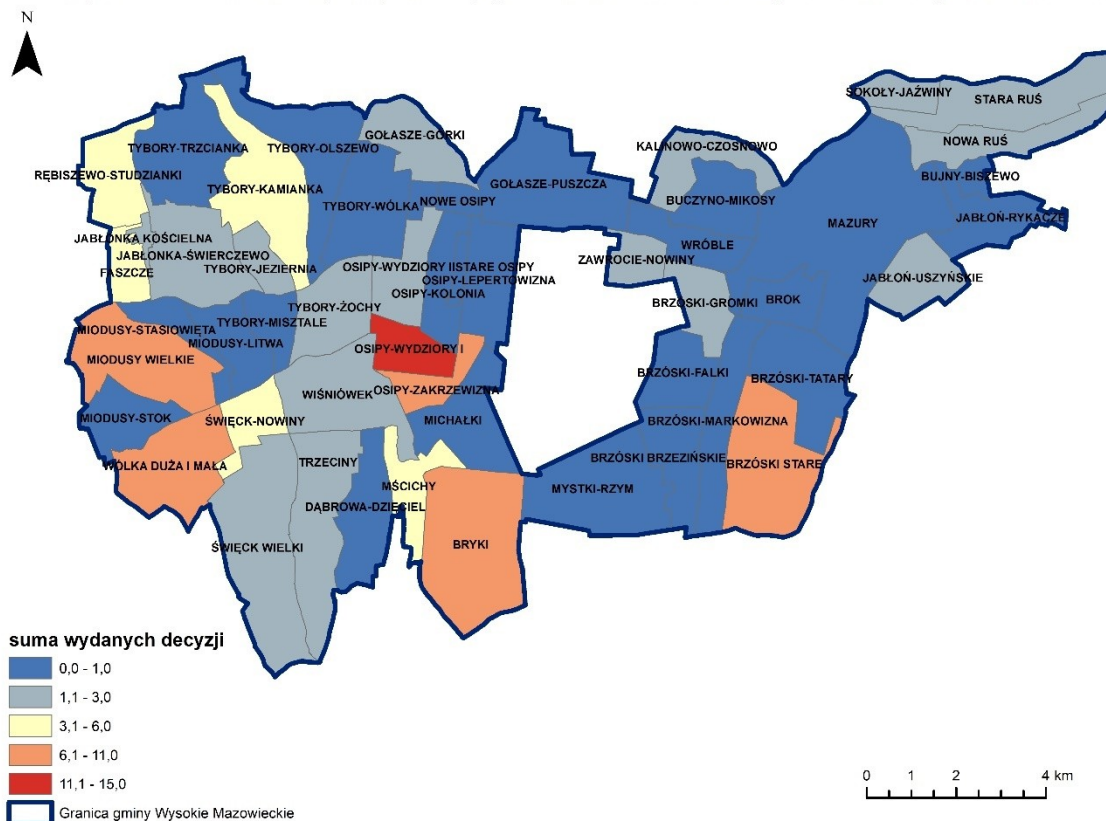 N
SOKOŁY-JAŹWINY
STARA RUŚ
GOŁASZE-GÓRKI
NOWA RUŚ
TYBORY-TRZCIANKA
TYBORY-OLSZEWO
KALINOWO-CZOSNOWO
RĘBISZEWO-STUDZIANKI
BUJNY-BISZEWO
GOŁASZE-PUSZCZA
TYBORY-KAMIANKA
BUCZYNO-MIKOSY
NOWE OSIPY
TYBORY-WÓLKA
JABŁOŃ-RYKACZE
MAZURY
JABŁONKA KOŚCIELNA
WRÓBLE
JABŁONKA-ŚWIERCZEWO
ZAWROCIE-NOWINY
FASZCZE
TYBORY-JEZIERNIA
OSIPY-WYDZIORY II
STARE OSIPY
OSIPY-LEPERTOWIZNA
JABŁOŃ-USZYŃSKIE
OSIPY-KOLONIA
BROK
BRZÓSKI-GROMKI
TYBORY-ŻOCHY
MIODUSY-STASIOWIĘTA
TYBORY-MISZTALE
MIODUSY-LITWA
OSIPY-WYDZIORY I
MIODUSY WIELKIE
BRZÓSKI-FALKI
BRZÓSKI-TATARY
OSIPY-ZAKRZEWIZNA
WIŚNIÓWEK
MIODUSY-STOK
ŚWIĘCK-NOWINY
MICHAŁKI
BRZÓSKI-MARKOWIZNA
BRZÓSKI BRZEZIŃSKIE
TRZECINY
WÓLKA DUŻA I MAŁA
BRZÓSKI STARE
MŚCICHY
MYSTKI-RZYM
DĄBROWA-DZIĘCIEL
BRYKI
ŚWIĘCK WIELKI
suma wydanych decyzji
0,0 - 1,0
1,1 - 3,0
3,1 - 6,0
6,1 - 11,0
11,1 - 15,0
Granica gminy Wysokie Mazowieckie
0 1 2 4 km